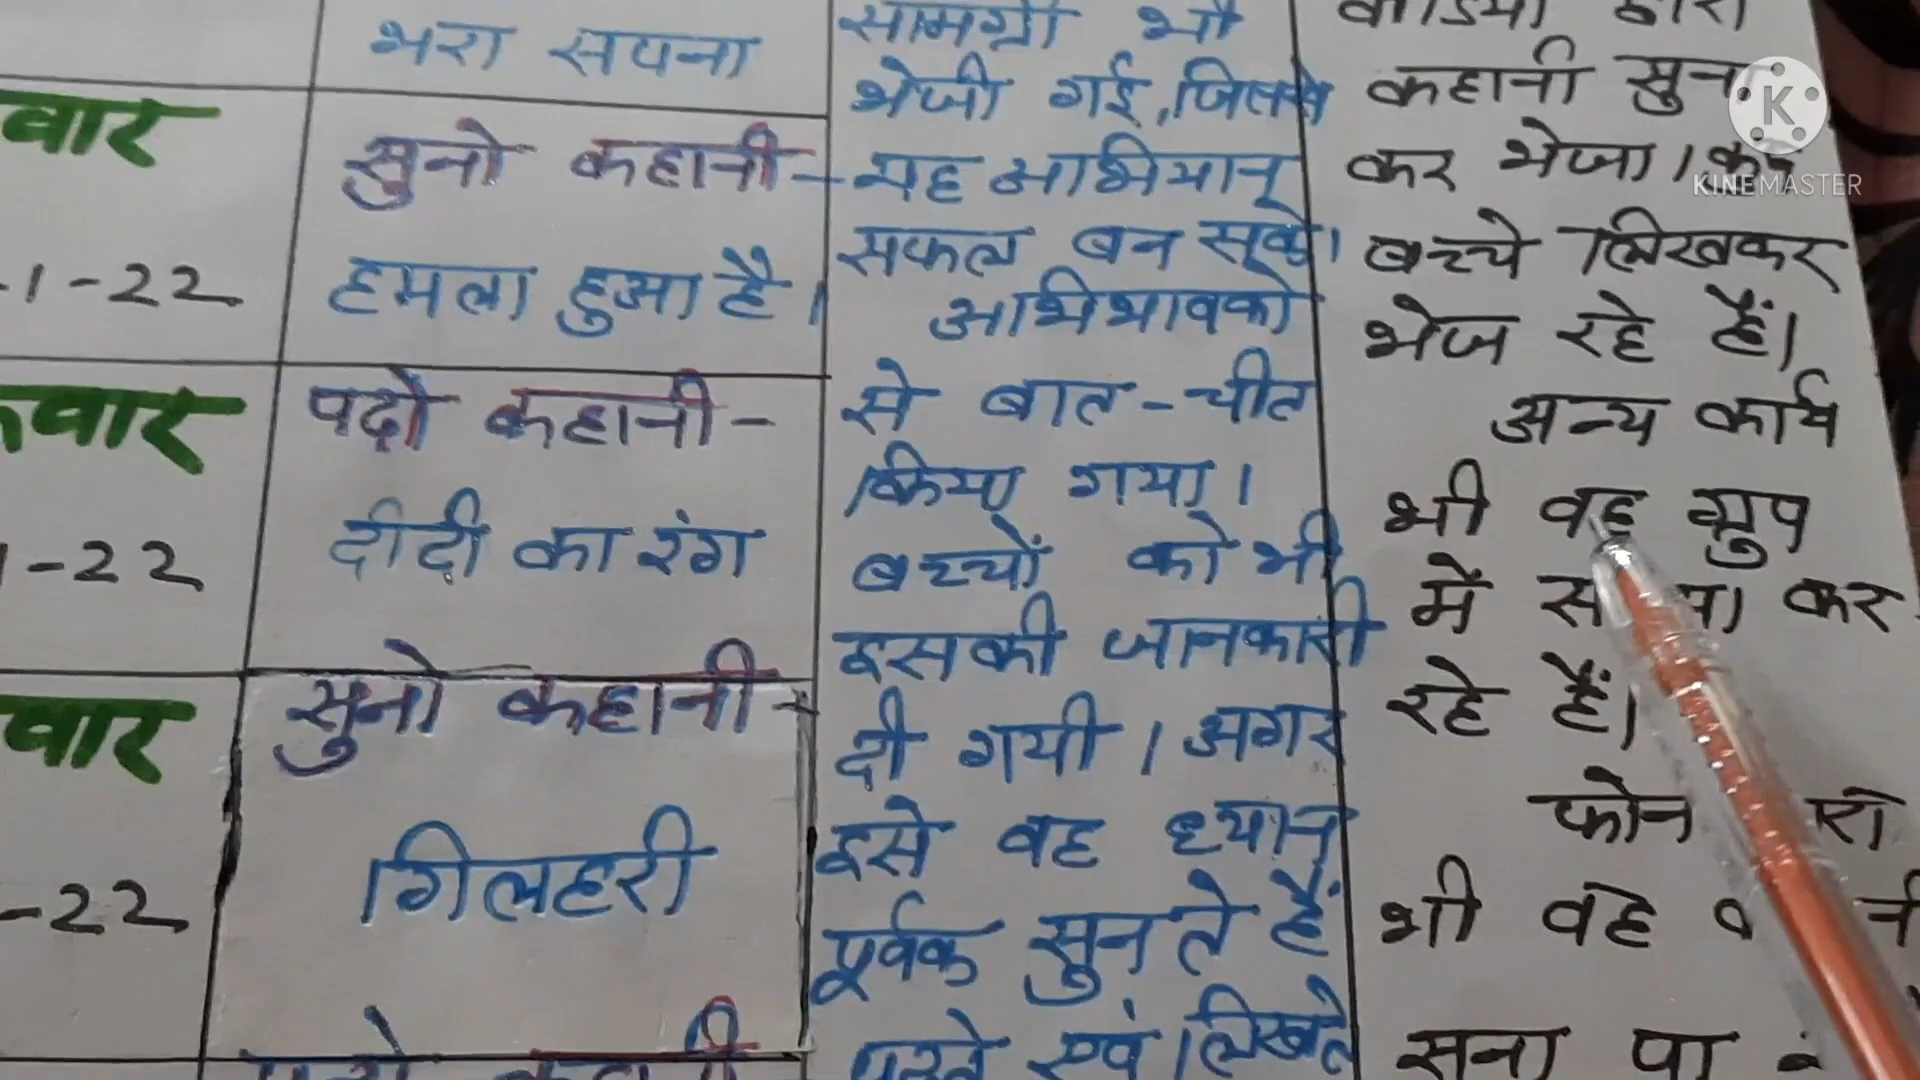 भरा सपना
वार
सुनो कहानी -
-1-22
हमला हुआ है।
वार
पढ़ो कहानी -
-22
दीदी का रंग
वार
सुनो कहानी -
-22
गिलहरी
सामग्री भी
भेजी गई, जिससे
यह अभियान
सफल बन सके।
अभिभावको
से बात-चीत
किया गया।
बच्चों को भी
इसकी जानकारी
दी गयी। अगर
इसे वह ध्यान
पूर्वक सुनते हैं
एवं लिखते
कहानी सुना
कर भेजा।
बच्चे लिखकर
भेज रहे हैं।
अन्य कार्य
भी वह ग्रुप
में कर
रहे हैं।
फोन
भी वह
पा
KINEMASTER